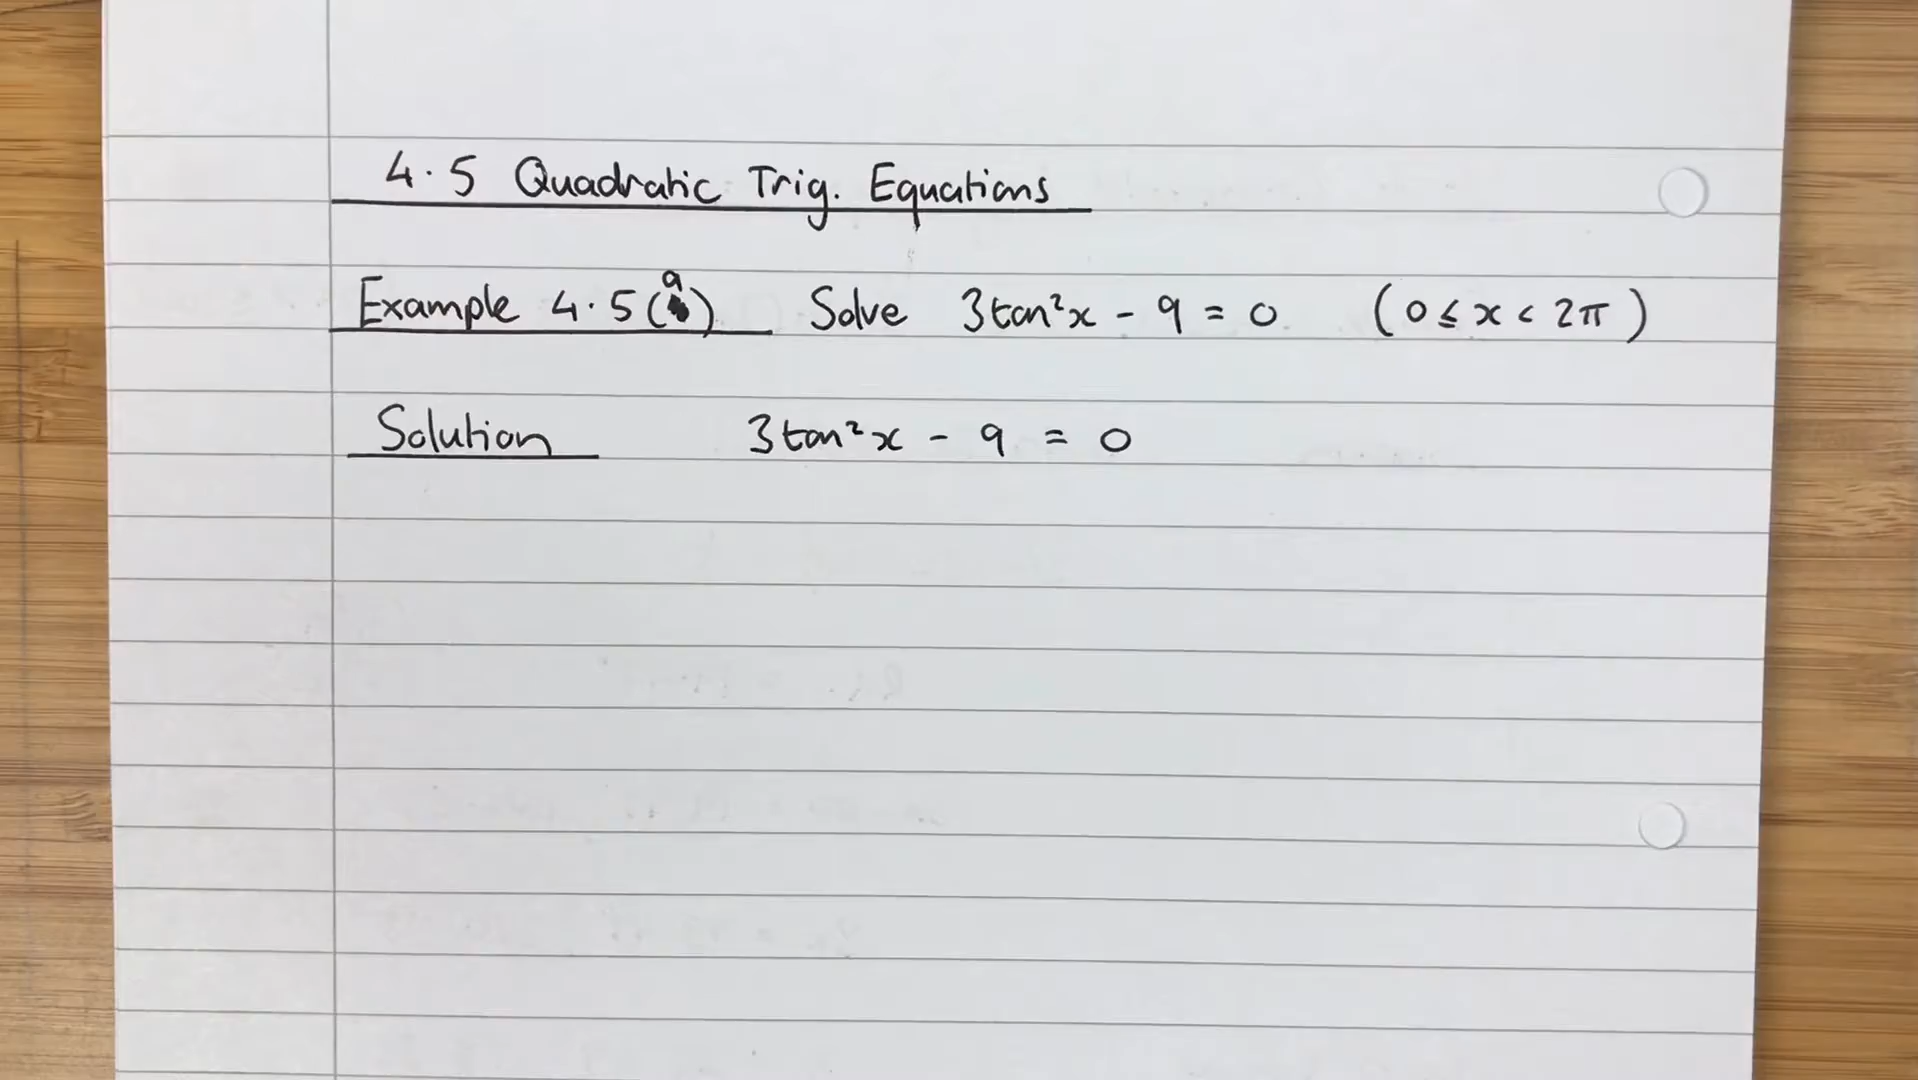 4.5 Quadratic Trig. Equations
Example 4.5(a) Solve 3tan²x - 9 = 0 (0 ≤ x < 2π)
Solution 3tan²x - 9 = 0